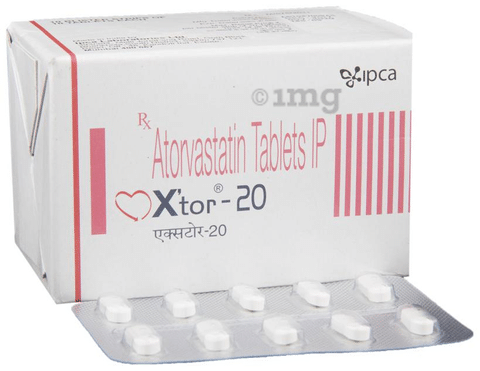 ipca
© 1mg
Rx
Atorvastatin Tablets IP
X'tor®-20
एक्सटोर-20